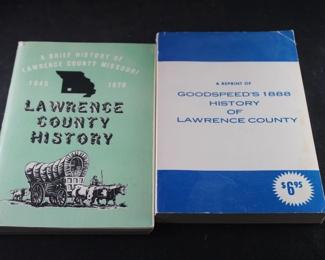 A BRIEF HISTORY OF
LAWRENCE COUNTY MISSOURI
1845 1970
LAWRENCE
COUNTY
HISTORY
A REPRINT OF
GOODSPEED'S 1888
HISTORY
OF
LAWRENCE COUNTY
$6.95